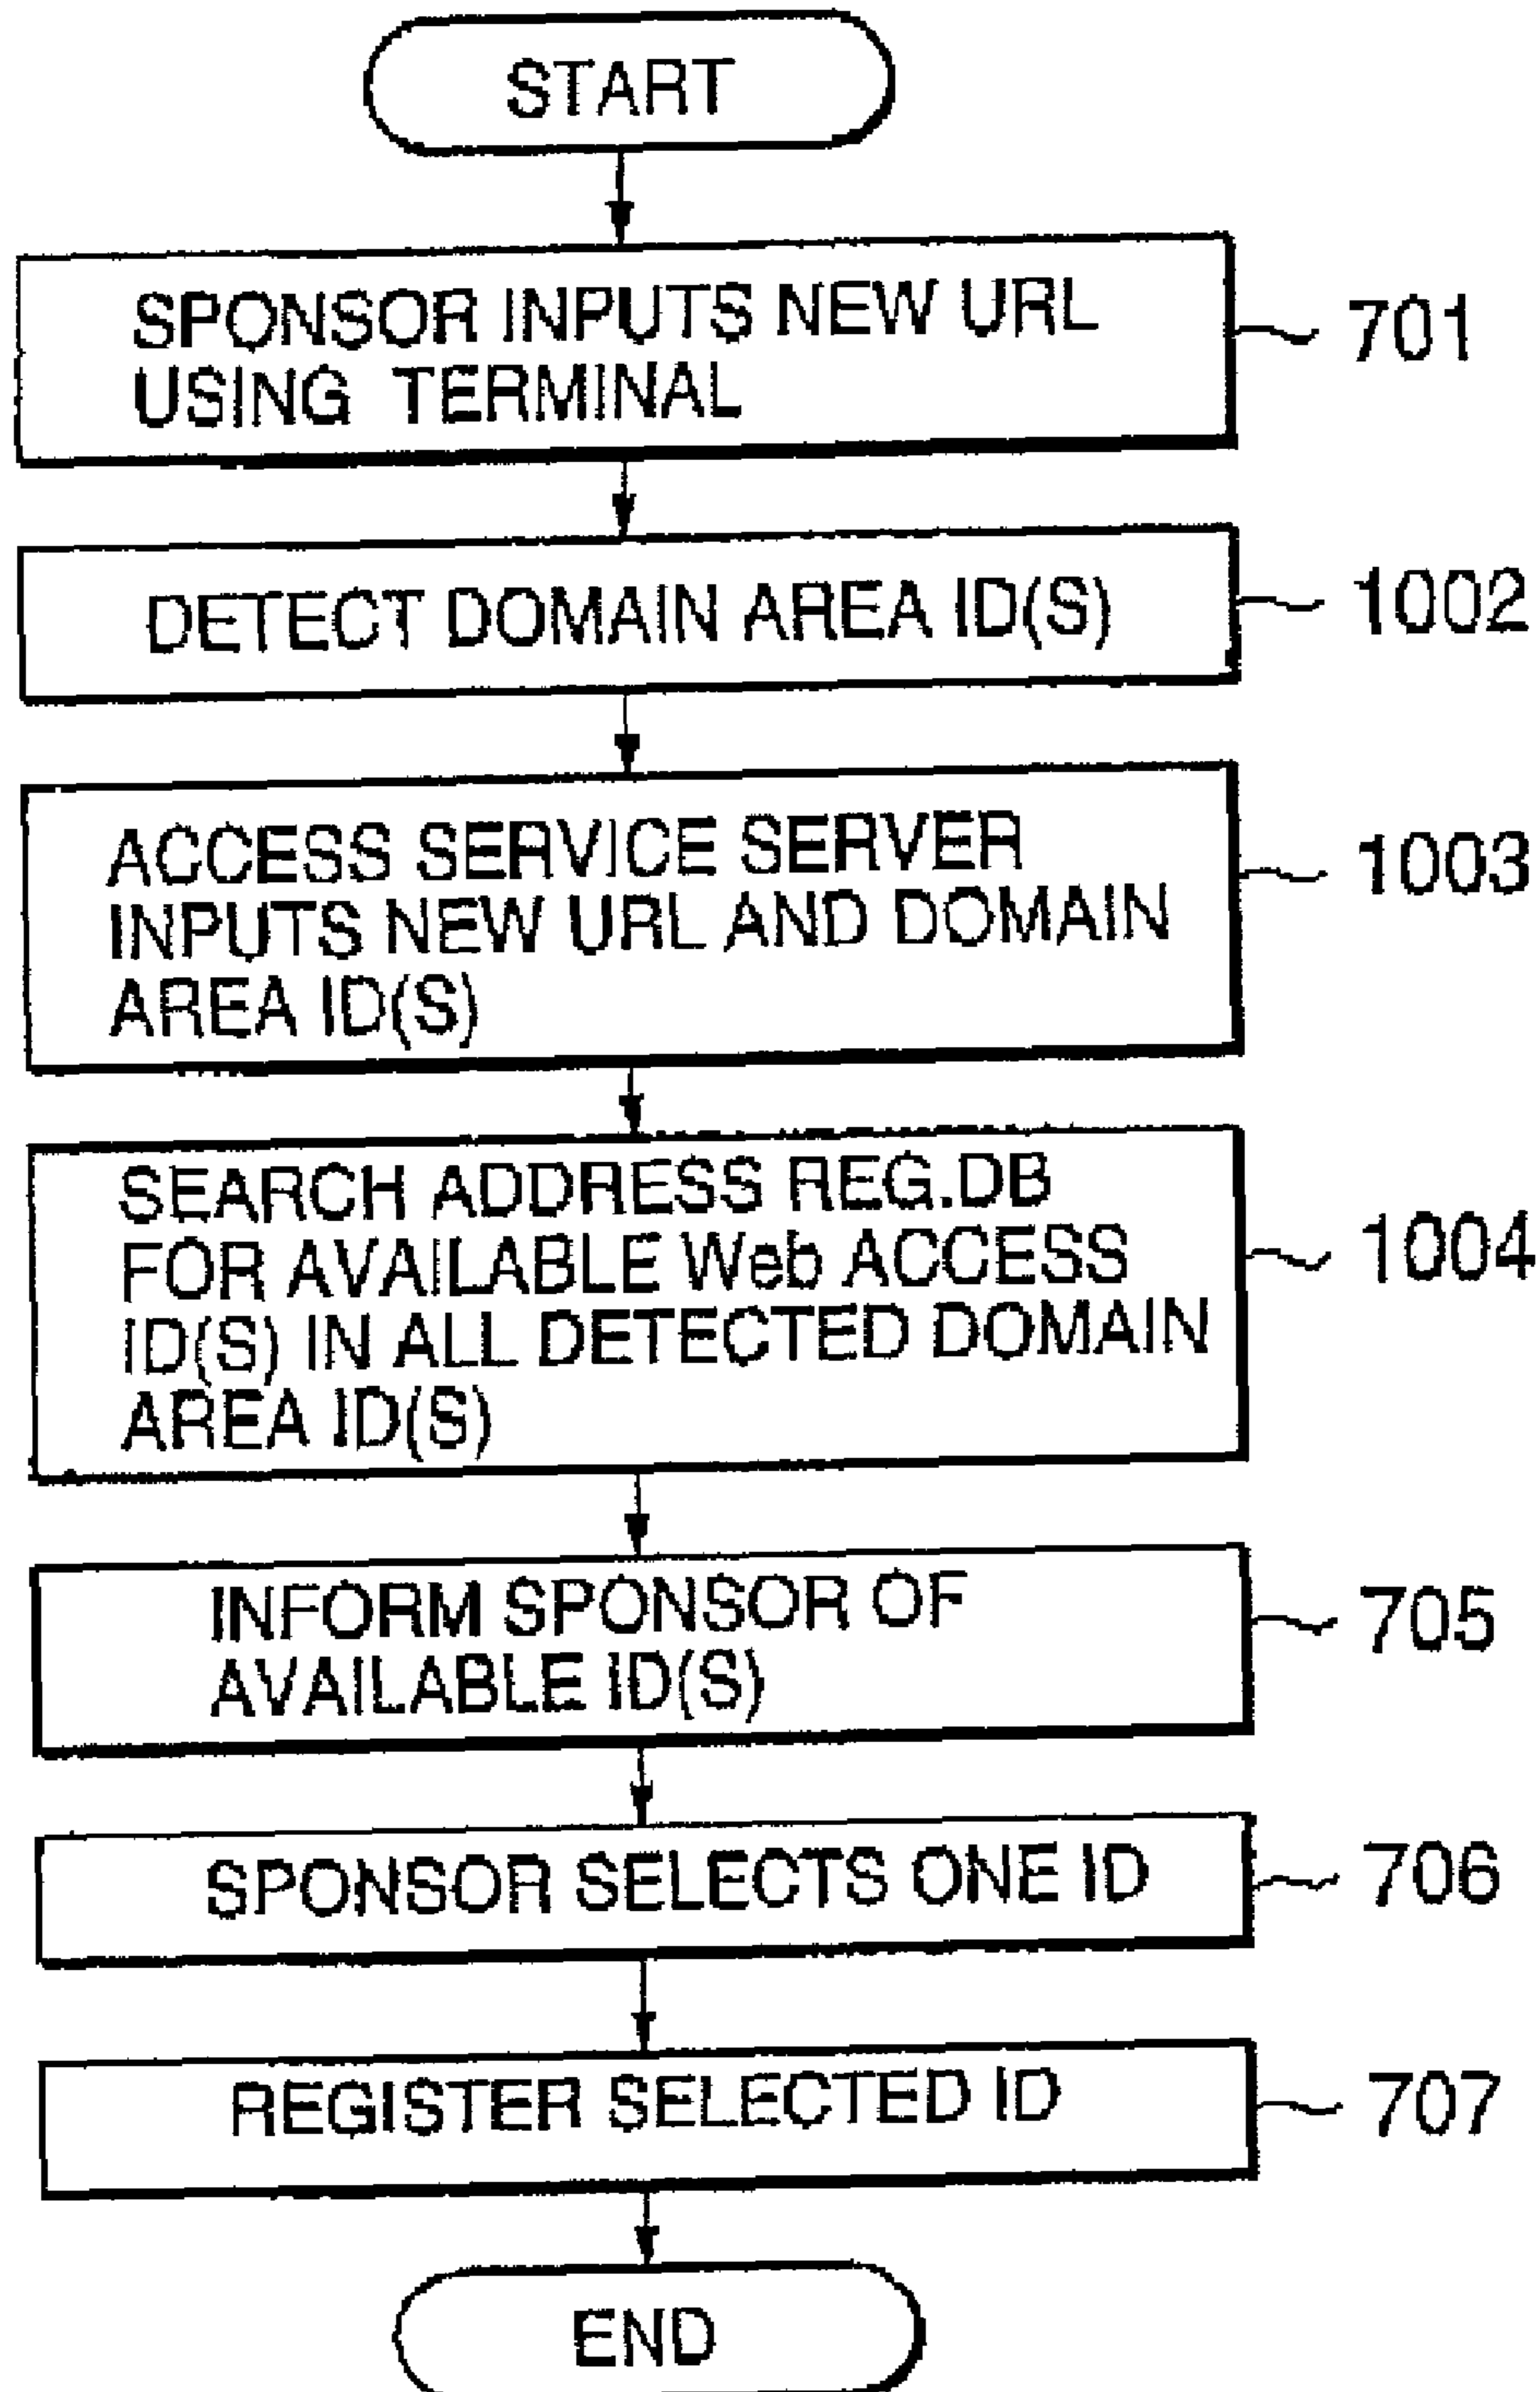 START
SPONSOR INPUTS NEW URL
USING TERMINAL
701
DETECT DOMAIN AREA ID(S)
1002
ACCESS SERVICE SERVER
INPUTS NEW URL AND DOMAIN
AREA ID(S)
1003
SEARCH ADDRESS REG.DB
FOR AVAILABLE Web ACCESS
ID(S) IN ALL DETECTED DOMAIN
AREA ID(S)
1004
INFORM SPONSOR OF
AVAILABLE ID(S)
705
SPONSOR SELECTS ONE ID
706
REGISTER SELECTED ID
707
END